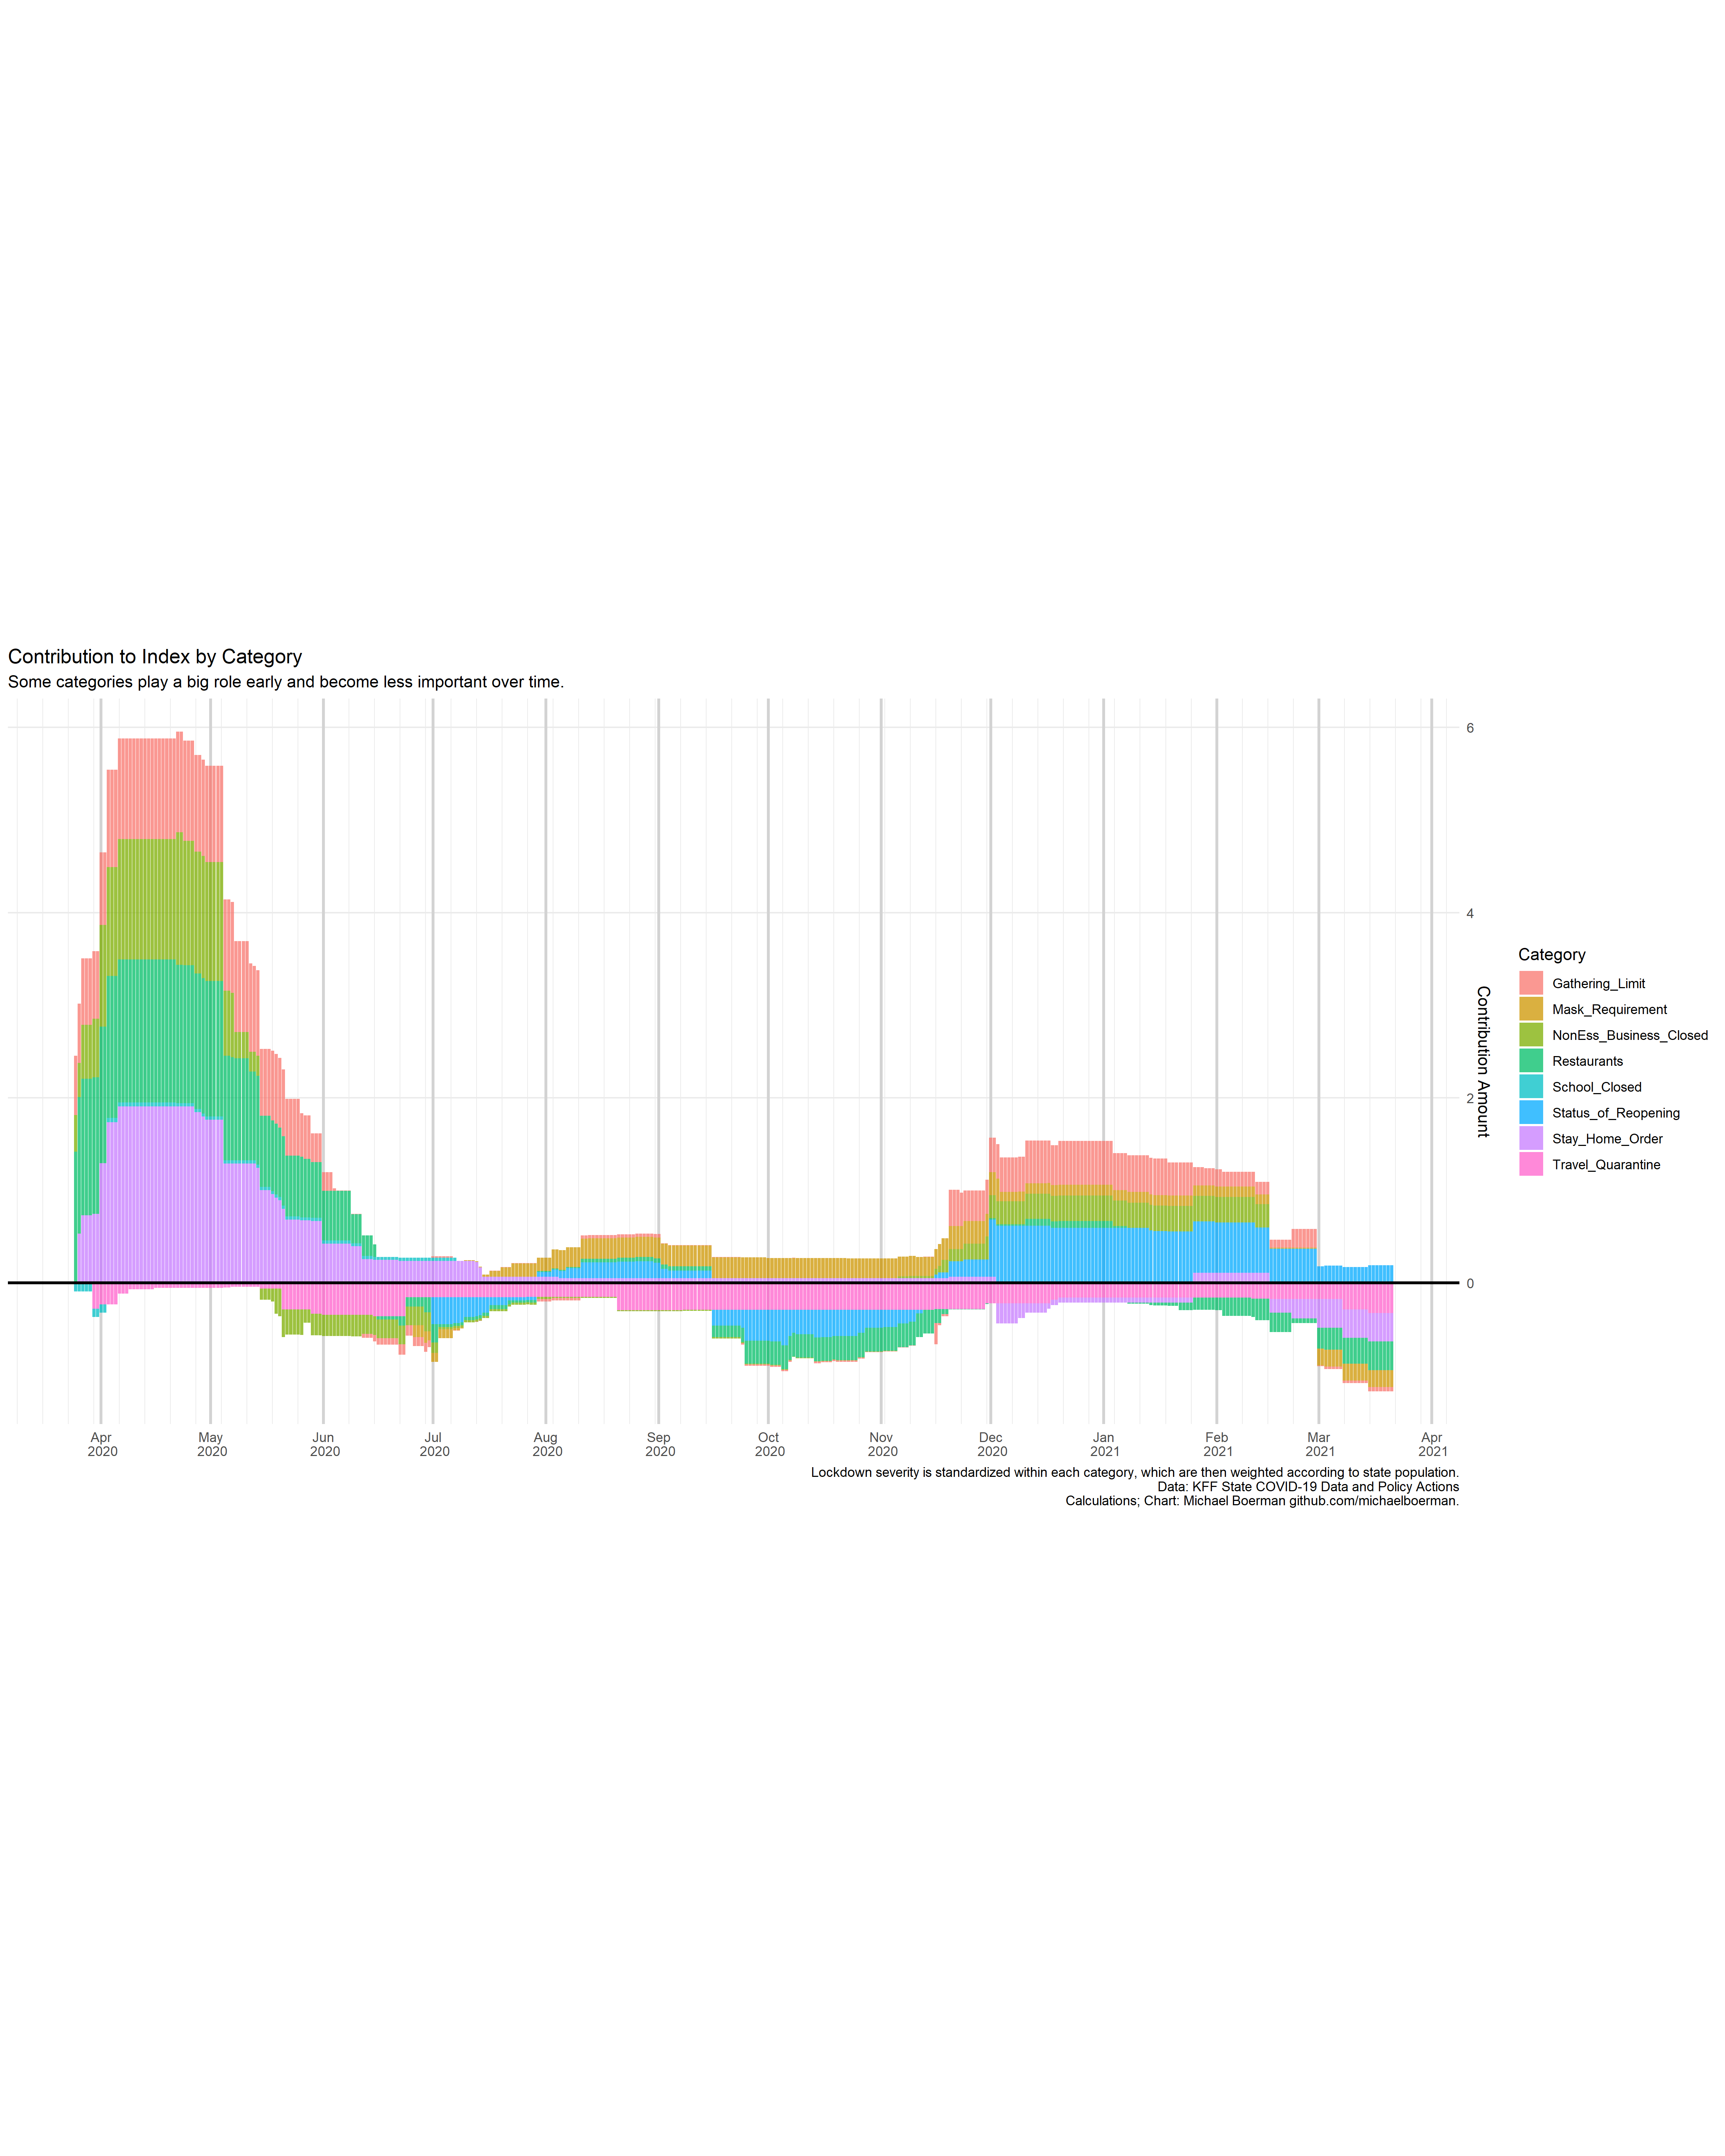 Contribution to Index by Category
Some categories play a big role early and become less important over time.
6
4
2
0
Contribution Amount
Category
Gathering_Limit
Mask_Requirement
NonEss_Business_Closed
Restaurants
School_Closed
Status_of_Reopening
Stay_Home_Order
Travel_Quarantine
Apr
2020
May
2020
Jun
2020
Jul
2020
Aug
2020
Sep
2020
Oct
2020
Nov
2020
Dec
2020
Jan
2021
Feb
2021
Mar
2021
Apr
2021
Lockdown severity is standardized within each category, which are then weighted according to state population.
Data: KFF State COVID-19 Data and Policy Actions
Calculations; Chart: Michael Boerman github.com/michaelboerman.